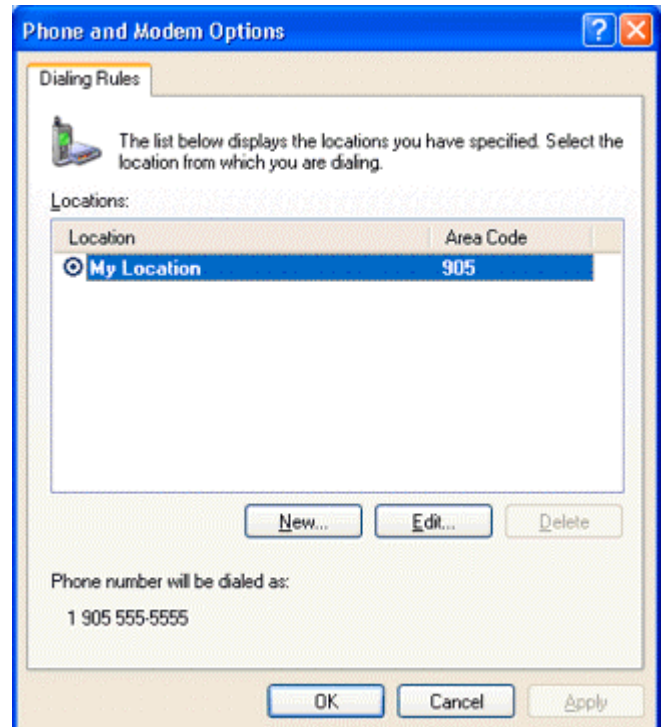 Phone and Modem Options
Dialing Rules
The list below displays the locations you have specified. Select the
location from which you are dialing.
Locations:
Location Area Code
My Location 905
New... Edit... Delete
Phone number will be dialed as:
1 905 555-5555
OK Cancel Apply